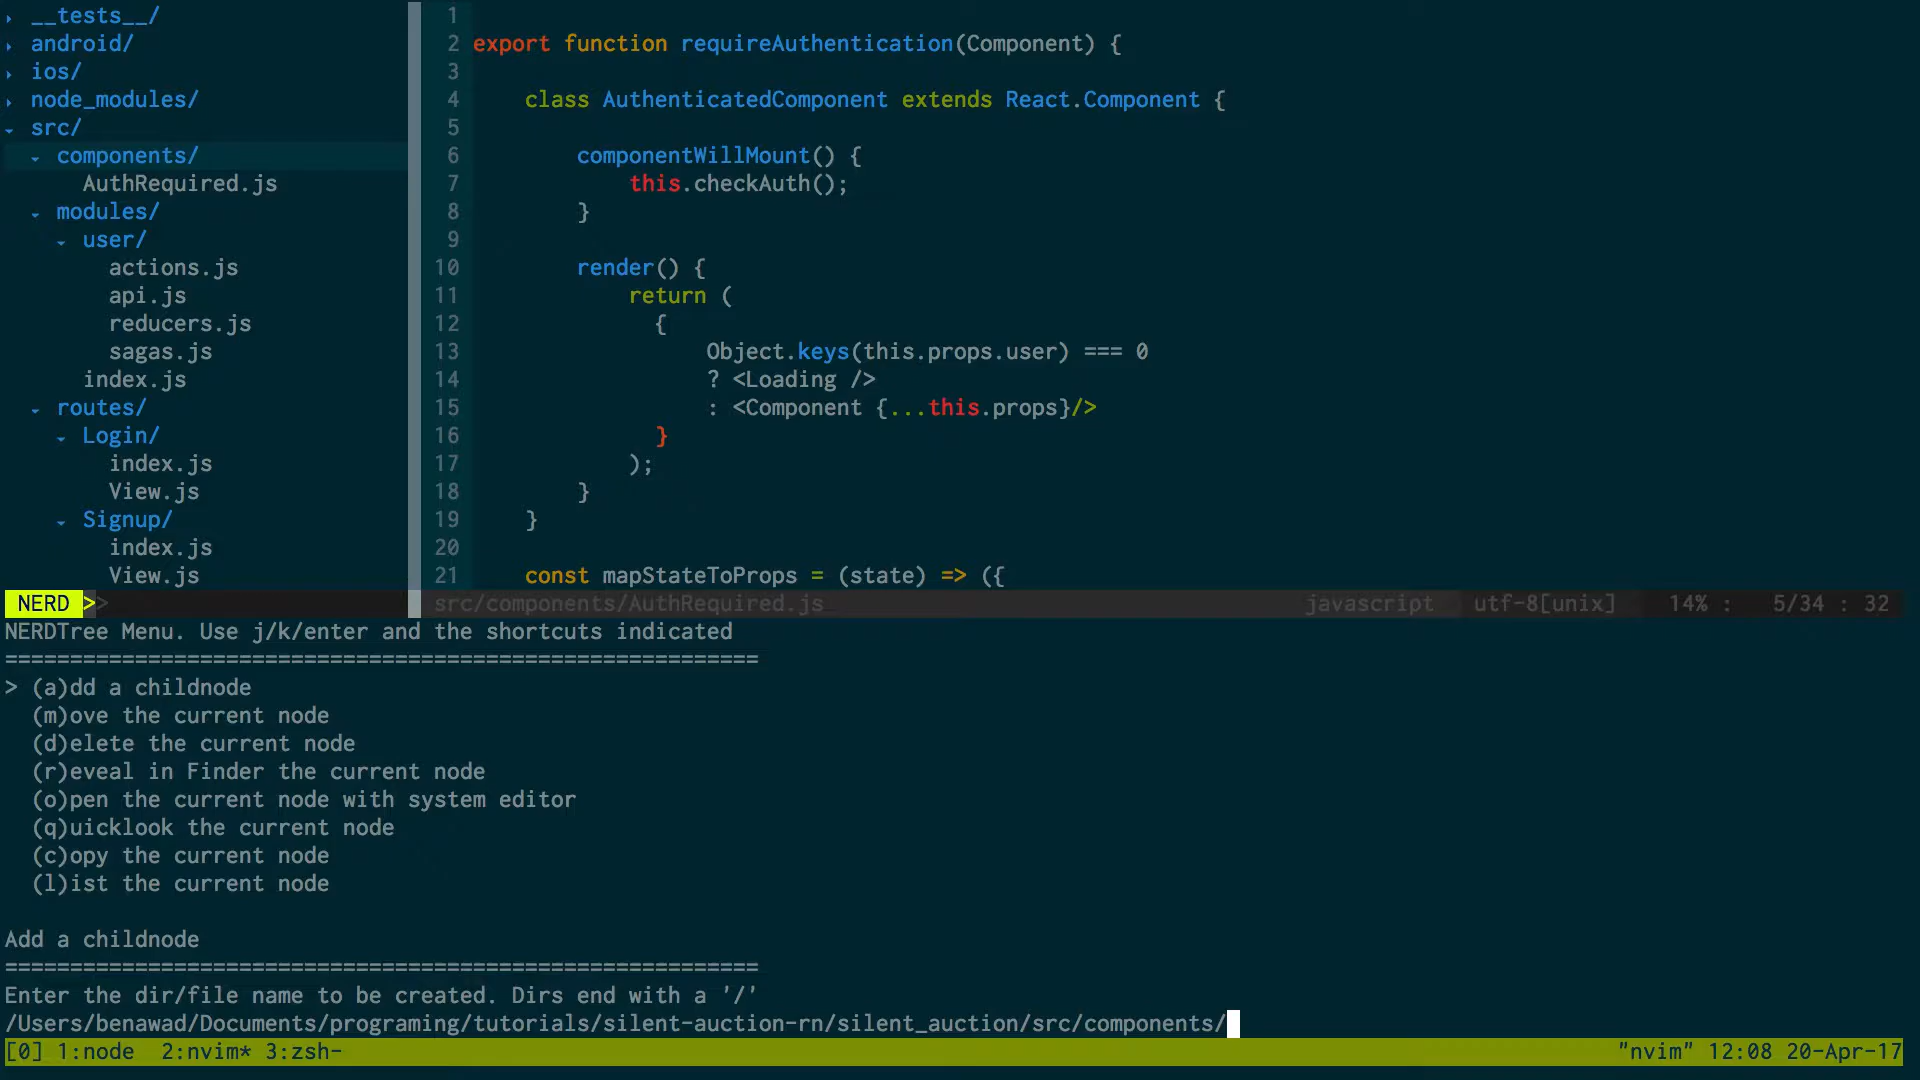 __tests__/
android/
ios/
node_modules/
src/
components/
AuthRequired.js
modules/
user/
actions.js
api.js
reducers.js
sagas.js
index.js
routes/
Login/
index.js
View.js
Signup/
index.js
View.js
1
2 export function requireAuthentication(Component) {
3
4     class AuthenticatedComponent extends React.Component {
5
6         componentWillMount() {
7             this.checkAuth();
8         }
9
10         render() {
11             return (
12               {
13                   Object.keys(this.props.user) === 0
14                   ? <Loading />
15                   : <Component {...this.props}/>
16               }
17             );
18         }
19     }
20
21     const mapStateToProps = (state) => ({
NERD >> src/components/AuthRequired.js javascript utf-8[unix] 14% : 5/34 : 32
NERDTree Menu. Use j/k/enter and the shortcuts indicated
==========================================================
> (a)dd a childnode
(m)ove the current node
(d)elete the current node
(r)eveal in Finder the current node
(o)pen the current node with system editor
(q)uicklook the current node
(c)opy the current node
(l)ist the current node
Add a childnode
==========================================================
Enter the dir/file name to be created. Dirs end with a '/'
/Users/benawad/Documents/programing/tutorials/silent-auction-rn/silent_auction/src/components/
[0] 1:node 2:nvim* 3:zsh- "nvim" 12:08 20-Apr-17